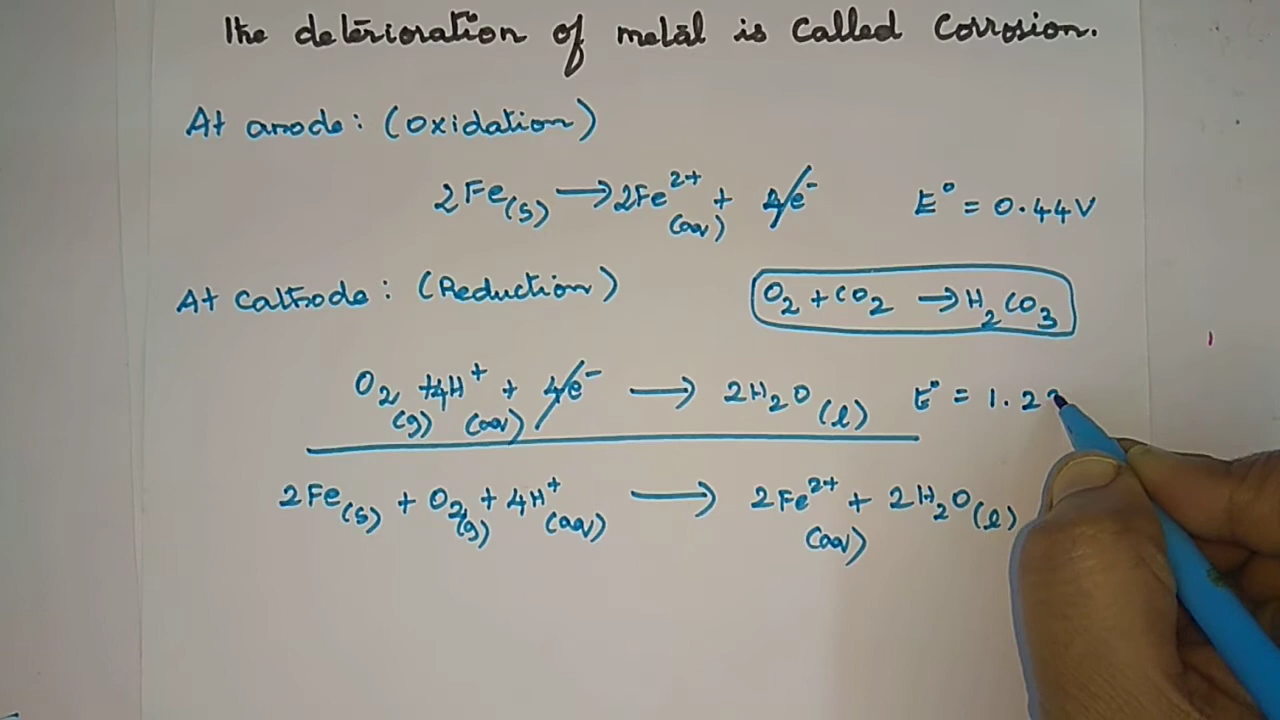 The deterioration of metal is called Corrosion.
At anode: (Oxidation)
2Fe(s) → 2Fe²⁺(aq) + 4e⁻ E° = 0.44V
At Cathode: (Reduction)
O₂ + CO₂ → H₂CO₃
O₂(g) + 4H⁺(aq) + 4e⁻ → 2H₂O(l) E° = 1.2
2Fe(s) + O₂(g) + 4H⁺(aq) → 2Fe²⁺(aq) + 2H₂O(l)